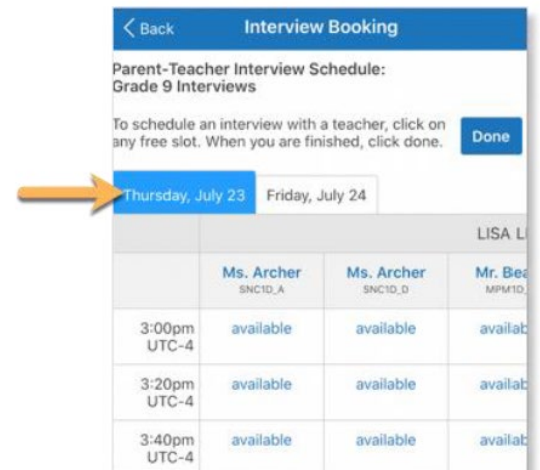 Back Interview Booking
Parent-Teacher Interview Schedule:
Grade 9 Interviews
To schedule an interview with a teacher, click on
any free slot. When you are finished, click done.
Done
Thursday, July 23 Friday, July 24
LISA
Ms. Archer Ms. Archer Mr.
SNC1D_A SNC1D_D
3:00pm available available
UTC-4
3:20pm available available
UTC-4
3:40pm available available
UTC-4